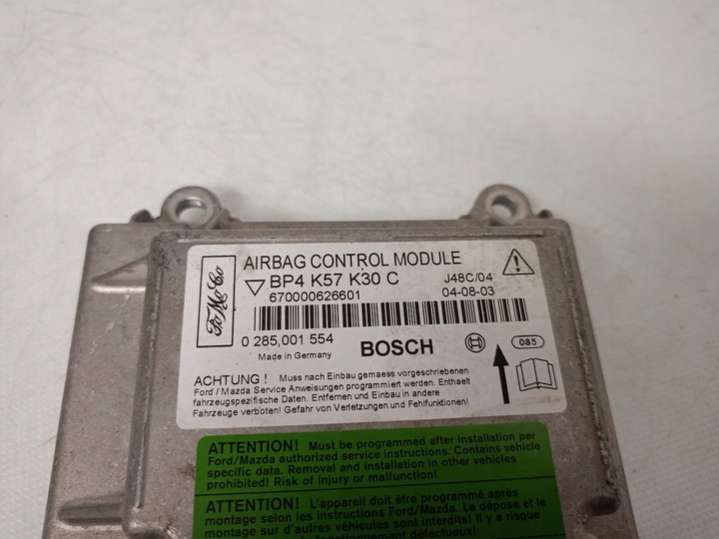 FoMoCo
AIRBAG CONTROL MODULE
BP4 K57 K30 C
J48C/04
670000626601
04-08-03
0 285,001 554
Made in Germany
BOSCH
085
ACHTUNG ! Muss nach Einbau gemaess vorgeschriebenen
Ford / Mazda Service Anweisungen programmiert werden. Enthaelt
fahrzeugspezifische Daten. Entfernen und Einbau in andere
Fahrzeuge verboten! Gefahr von Verletzungen und Fehlfunktionen!
ATTENTION! Must be programmed after installation per
Ford/Mazda authorized service instructions. Contains vehicle
specific data. Removal and installation in other vehicles
prohibited! Risk of injury or malfunction!
ATTENTION ! L'appareil doit être programmé après
montage selon les instructions Ford/Mazda. La dépose et le
montage sur d'autres véhicules sont interdits! Il y a risque
fonctionnement défectueux!